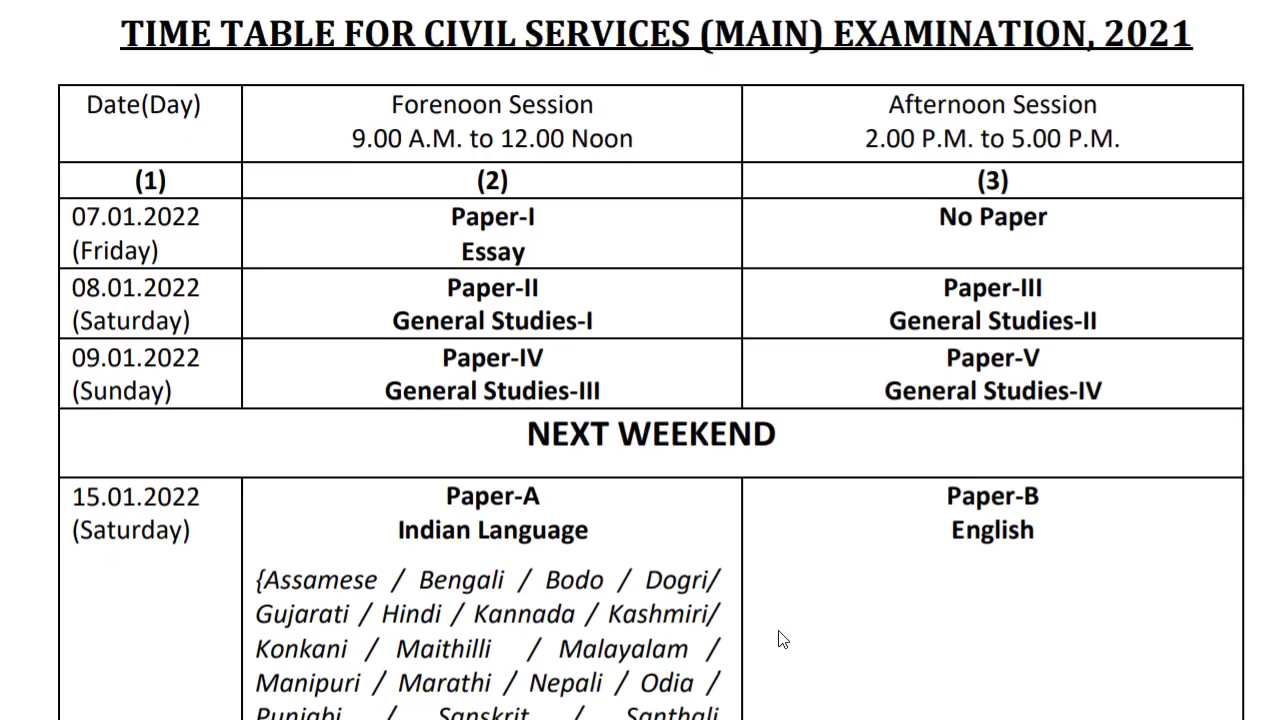 TIME TABLE FOR CIVIL SERVICES (MAIN) EXAMINATION, 2021
Date(Day)
Forenoon Session
9.00 A.M. to 12.00 Noon
Afternoon Session
2.00 P.M. to 5.00 P.M.
(1)
(2)
(3)
07.01.2022
(Friday)
Paper-I
Essay
No Paper
08.01.2022
(Saturday)
Paper-II
General Studies-I
Paper-III
General Studies-II
09.01.2022
(Sunday)
Paper-IV
General Studies-III
Paper-V
General Studies-IV
NEXT WEEKEND
15.01.2022
(Saturday)
Paper-A
Indian Language
{Assamese / Bengali / Bodo / Dogri/
Gujarati / Hindi / Kannada / Kashmiri/
Konkani / Maithilli / Malayalam /
Manipuri / Marathi / Nepali / Odia /
Punjabi / Sanskrit / Santhali
Paper-B
English